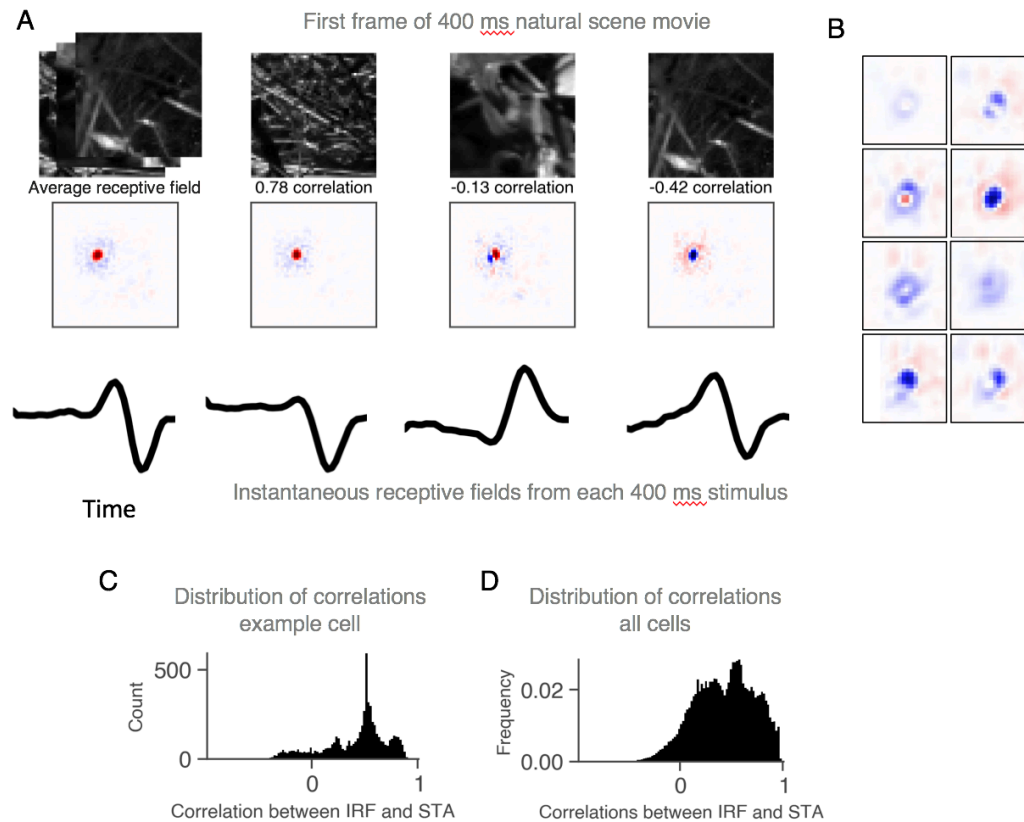 A
First frame of 400 ms natural scene movie
B
Average receptive field
0.78 correlation
-0.13 correlation
-0.42 correlation
Time
Instantaneous receptive fields from each 400 ms stimulus
C
Distribution of correlations
example cell
500
0
Count
0
1
Correlation between IRF and STA
D
Distribution of correlations
all cells
0.02
0.00
Frequency
0
1
Correlations between IRF and STA